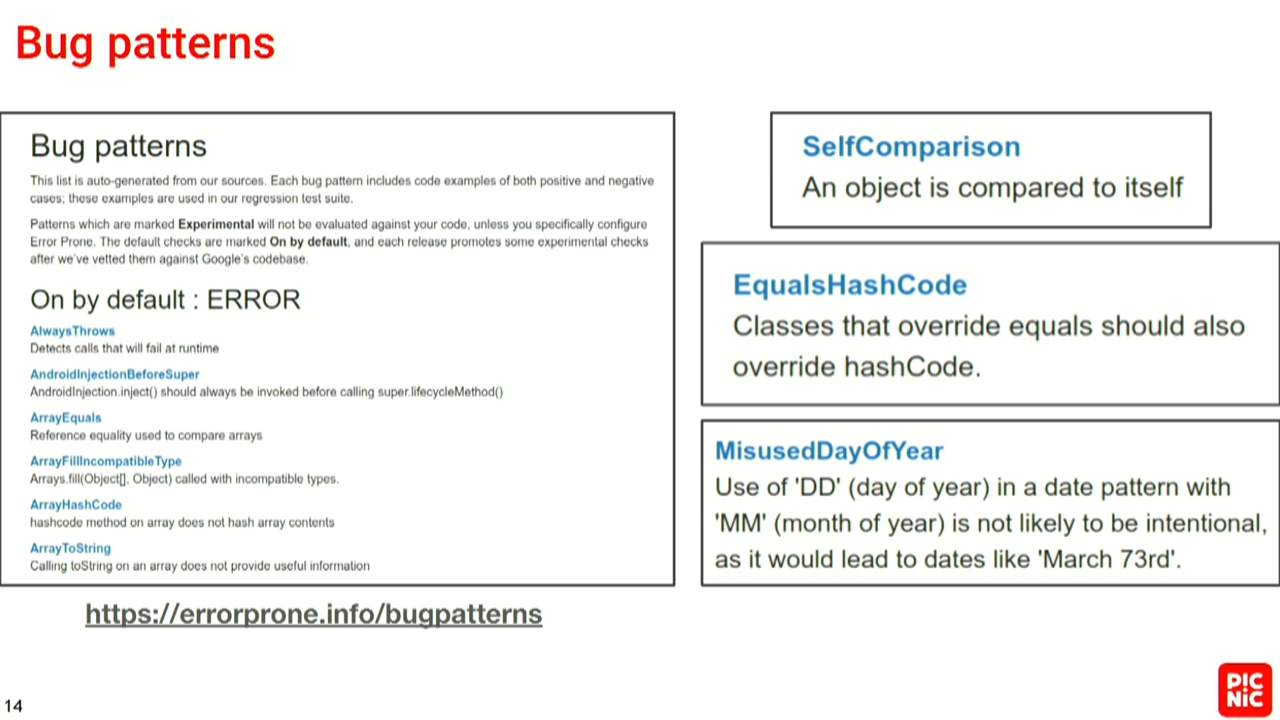 Bug patterns
Bug patterns
This list is auto-generated from our sources. Each bug pattern includes code examples of both positive and negative
cases; these examples are used in our regression test suite.
Patterns which are marked Experimental will not be evaluated against your code, unless you specifically configure
Error Prone. The default checks are marked On by default, and each release promotes some experimental checks
after we've vetted them against Google's codebase.
On by default : ERROR
AlwaysThrows
Detects calls that will fail at runtime
AndroidInjectionBeforeSuper
AndroidInjection.inject() should always be invoked before calling super.lifecycleMethod()
ArrayEquals
Reference equality used to compare arrays
ArrayFillIncompatibleType
Arrays.fill(Object[], Object) called with incompatible types.
ArrayHashCode
hashcode method on array does not hash array contents
ArrayToString
Calling toString on an array does not provide useful information
https://errorprone.info/bugpatterns
SelfComparison
An object is compared to itself
EqualsHashCode
Classes that override equals should also
override hashCode.
MisusedDayOfYear
Use of 'DD' (day of year) in a date pattern with
'MM' (month of year) is not likely to be intentional,
as it would lead to dates like 'March 73rd'.
14
PIC
NIC